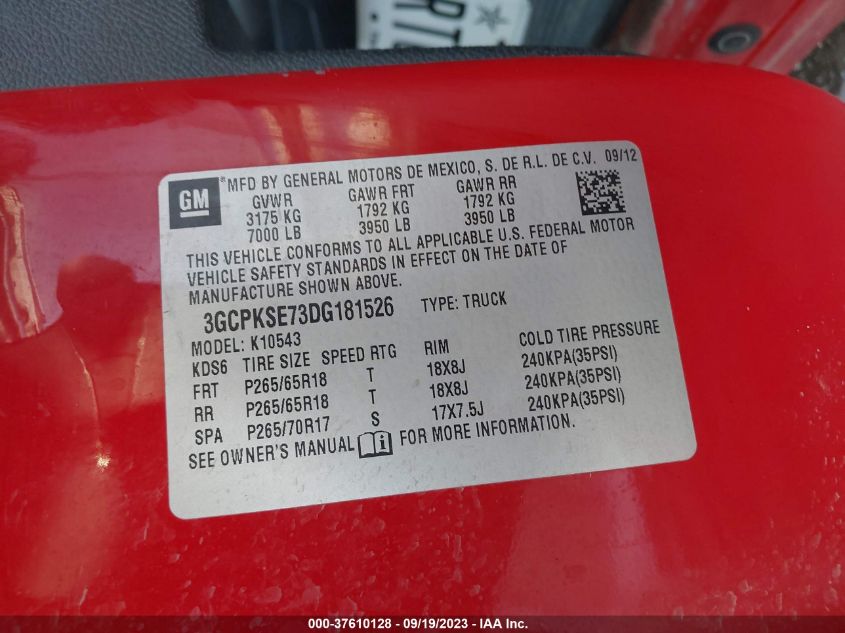 RT
GM
®MFD BY GENERAL MOTORS DE MEXICO, S. DE R.L. DE C.V. 09/12
GVWR GAWR FRT GAWR RR
3175 KG 1792 KG 1792 KG
7000 LB 3950 LB 3950 LB
THIS VEHICLE CONFORMS TO ALL APPLICABLE U.S. FEDERAL MOTOR
VEHICLE SAFETY STANDARDS IN EFFECT ON THE DATE OF
MANUFACTURE SHOWN ABOVE.
3GCPKSE73DG181526 TYPE: TRUCK
MODEL: K10543
KDS6 TIRE SIZE SPEED RTG RIM COLD TIRE PRESSURE
FRT P265/65R18 T 18X8J 240KPA(35PSI)
RR P265/65R18 T 18X8J 240KPA(35PSI)
SPA P265/70R17 S 17X7.5J 240KPA(35PSI)
SEE OWNER'S MANUAL i FOR MORE INFORMATION.
000-37610128 - 09/19/2023 - IAA Inc.